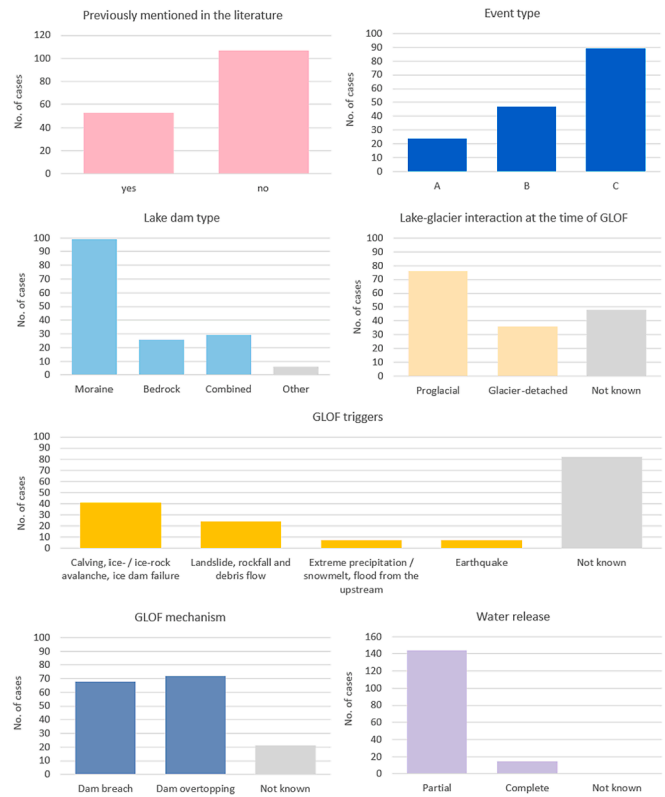 Previously mentioned in the literature
No. of cases
120
100
80
60
40
20
0
yes no
Event type
No. of cases
100
90
80
70
60
50
40
30
20
10
0
A B C
Lake dam type
No. of cases
100
90
80
70
60
50
40
30
20
10
0
Moraine Bedrock Combined Other
Lake-glacier interaction at the time of GLOF
No. of cases
100
90
80
70
60
50
40
30
20
10
0
Proglacial Glacier-detached Not known
GLOF triggers
No. of cases
100
90
80
70
60
50
40
30
20
10
0
Calving, ice- / ice-rock
avalanche, ice dam failure
Landslide, rockfall and
debris flow
Extreme precipitation /
snowmelt, flood from the
upstream
Earthquake
Not known
GLOF mechanism
No. of cases
100
90
80
70
60
50
40
30
20
10
0
Dam breach Dam overtopping Not known
Water release
No. of cases
160
140
120
100
80
60
40
20
0
Partial Complete Not known